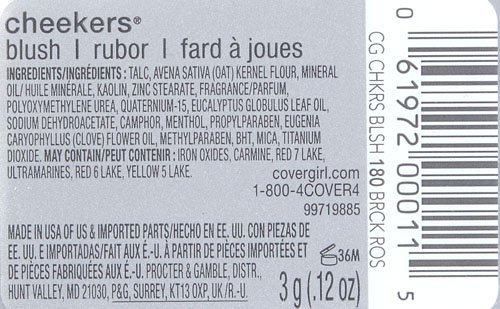 cheekers®
blush | rubor | fard à joues
INGREDIENTS/INGRÉDIENTS : TALC, AVENA SATIVA (OAT) KERNEL FLOUR, MINERAL
OIL/HUILE MINÉRALE, KAOLIN, ZINC STEARATE, FRAGRANCE/PARFUM,
POLYOXYMETHYLENE UREA, QUATERNIUM-15, EUCALYPTUS GLOBULUS LEAF OIL,
SODIUM DEHYDROACETATE, CAMPHOR, MENTHOL, PROPYLPARABEN, EUGENIA
CARYOPHYLLUS (CLOVE) FLOWER OIL, METHYLPARABEN, BHT, MICA, TITANIUM
DIOXIDE. MAY CONTAIN/PEUT CONTENIR : IRON OXIDES, CARMINE, RED 7 LAKE,
ULTRAMARINES, RED 6 LAKE, YELLOW 5 LAKE.
covergirl.com
1-800-4COVER4
99719885
MADE IN USA OF US & IMPORTED PARTS/HECHO EN EE. UU. CON PIEZAS DE
EE. UU. E IMPORTADAS/FAIT AUX É.-U. À PARTIR DE PIÈCES IMPORTÉES ET
DE PIÈCES FABRIQUÉES AUX É.-U. PROCTER & GAMBLE, DISTR.,
HUNT VALLEY, MD 21030, P&G, SURREY, KT13 0XP, UK/R.-U.
36M
3 g (.12 oz)
CG CHKRS BLSH 180 BRCK ROS
0 61972 00011 5